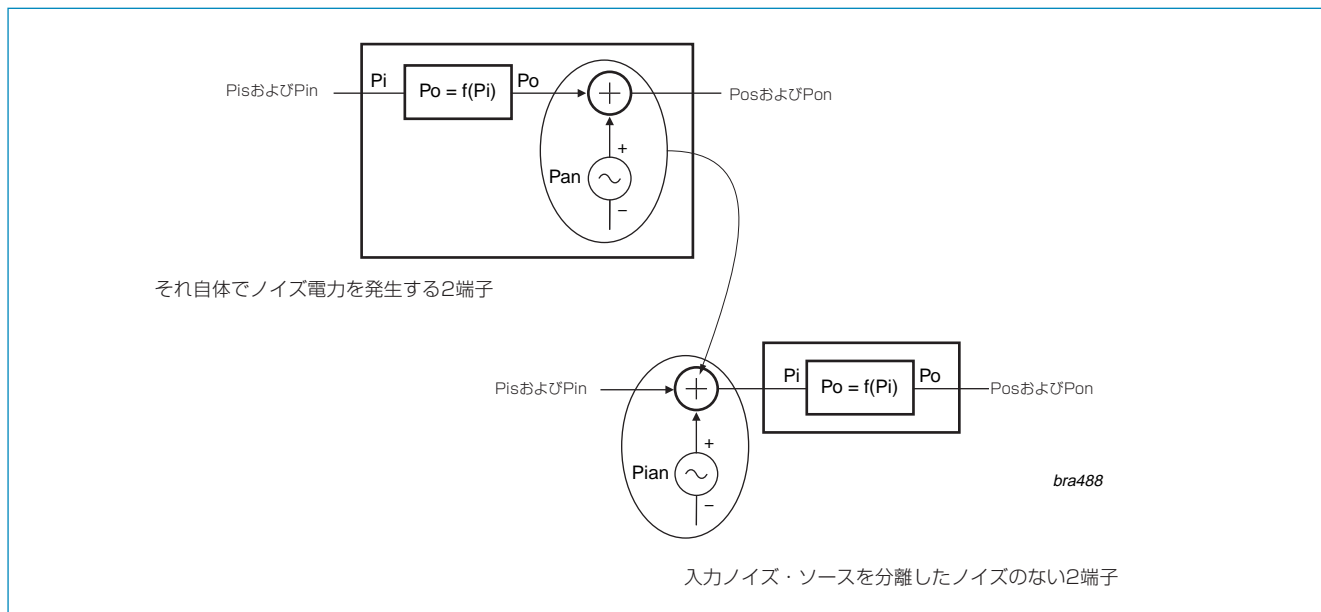 PisおよびPin
Pi
Po = f(Pi)
Po
PosおよびPon
+
Pan
−
それ自体でノイズ電力を発生する2端子
PisおよびPin
Pi
Po = f(Pi)
Po
PosおよびPon
+
Pian
−
bra488
入力ノイズ・ソースを分離したノイズのない2端子